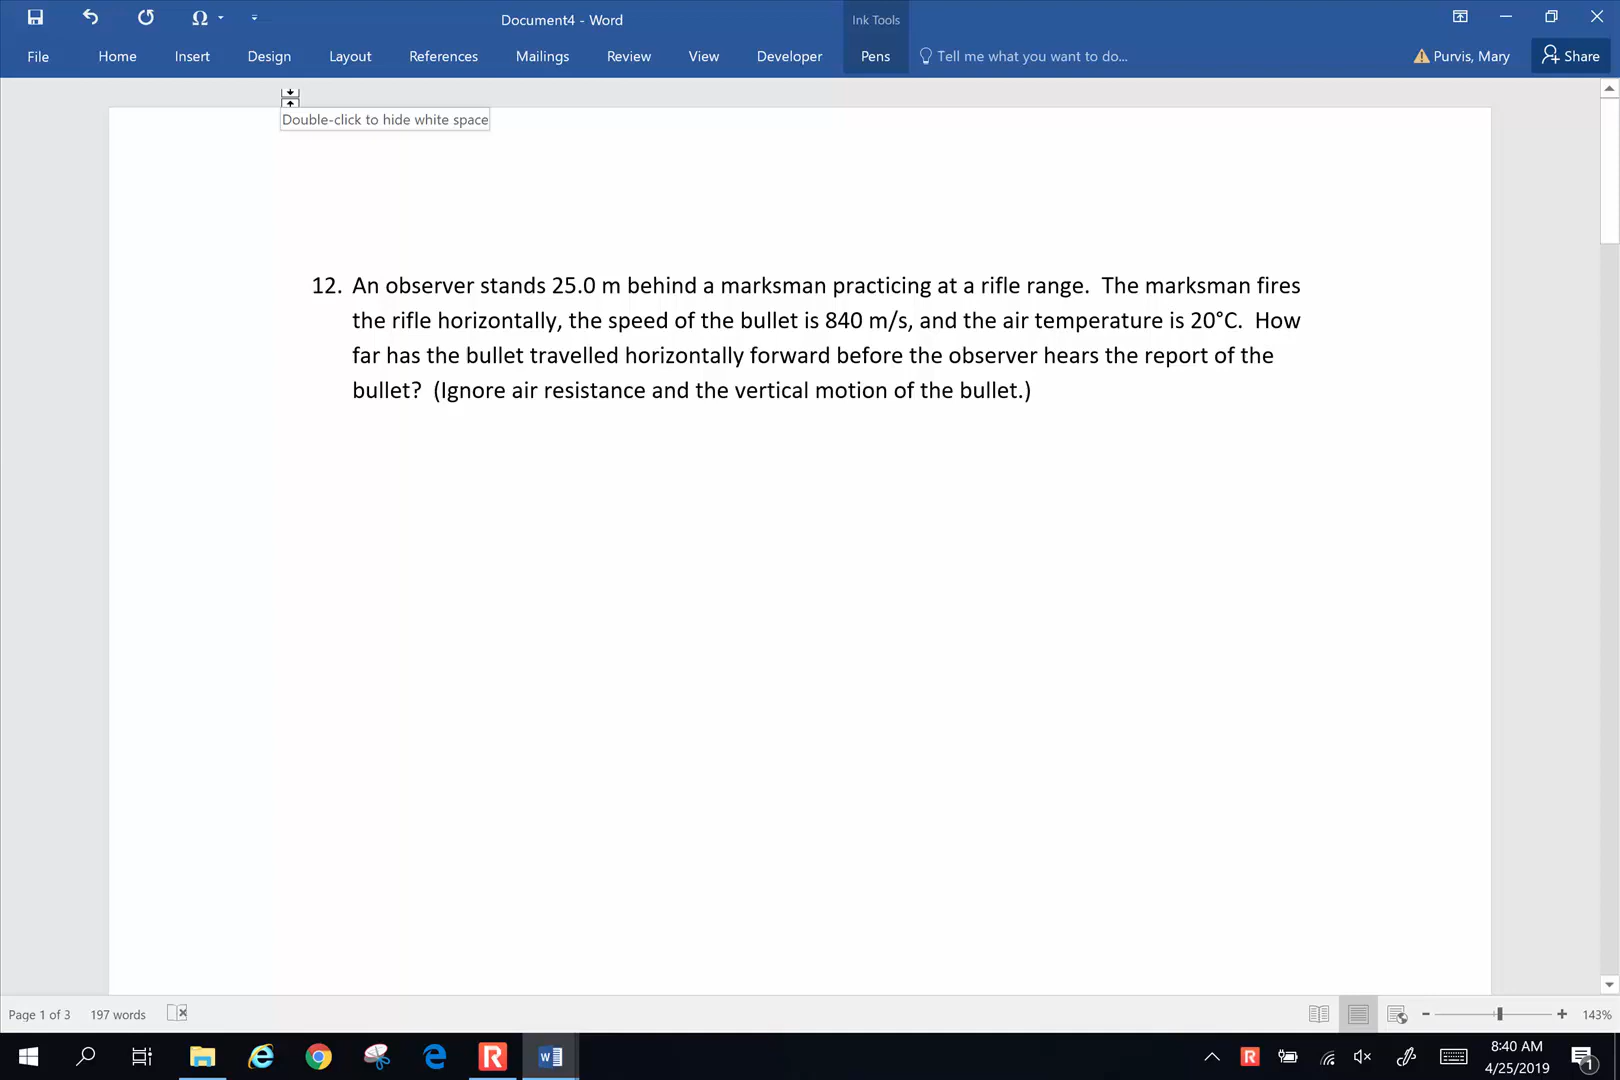 Document4 - Word
Ink Tools
File
Home
Insert
Design
Layout
References
Mailings
Review
View
Developer
Pens
Tell me what you want to do...
Purvis, Mary
Share
Double-click to hide white space
12. An observer stands 25.0 m behind a marksman practicing at a rifle range.  The marksman fires
the rifle horizontally, the speed of the bullet is 840 m/s, and the air temperature is 20°C.  How
far has the bullet travelled horizontally forward before the observer hears the report of the
bullet?  (Ignore air resistance and the vertical motion of the bullet.)
Page 1 of 3
197 words
143%
8:40 AM
4/25/2019
1